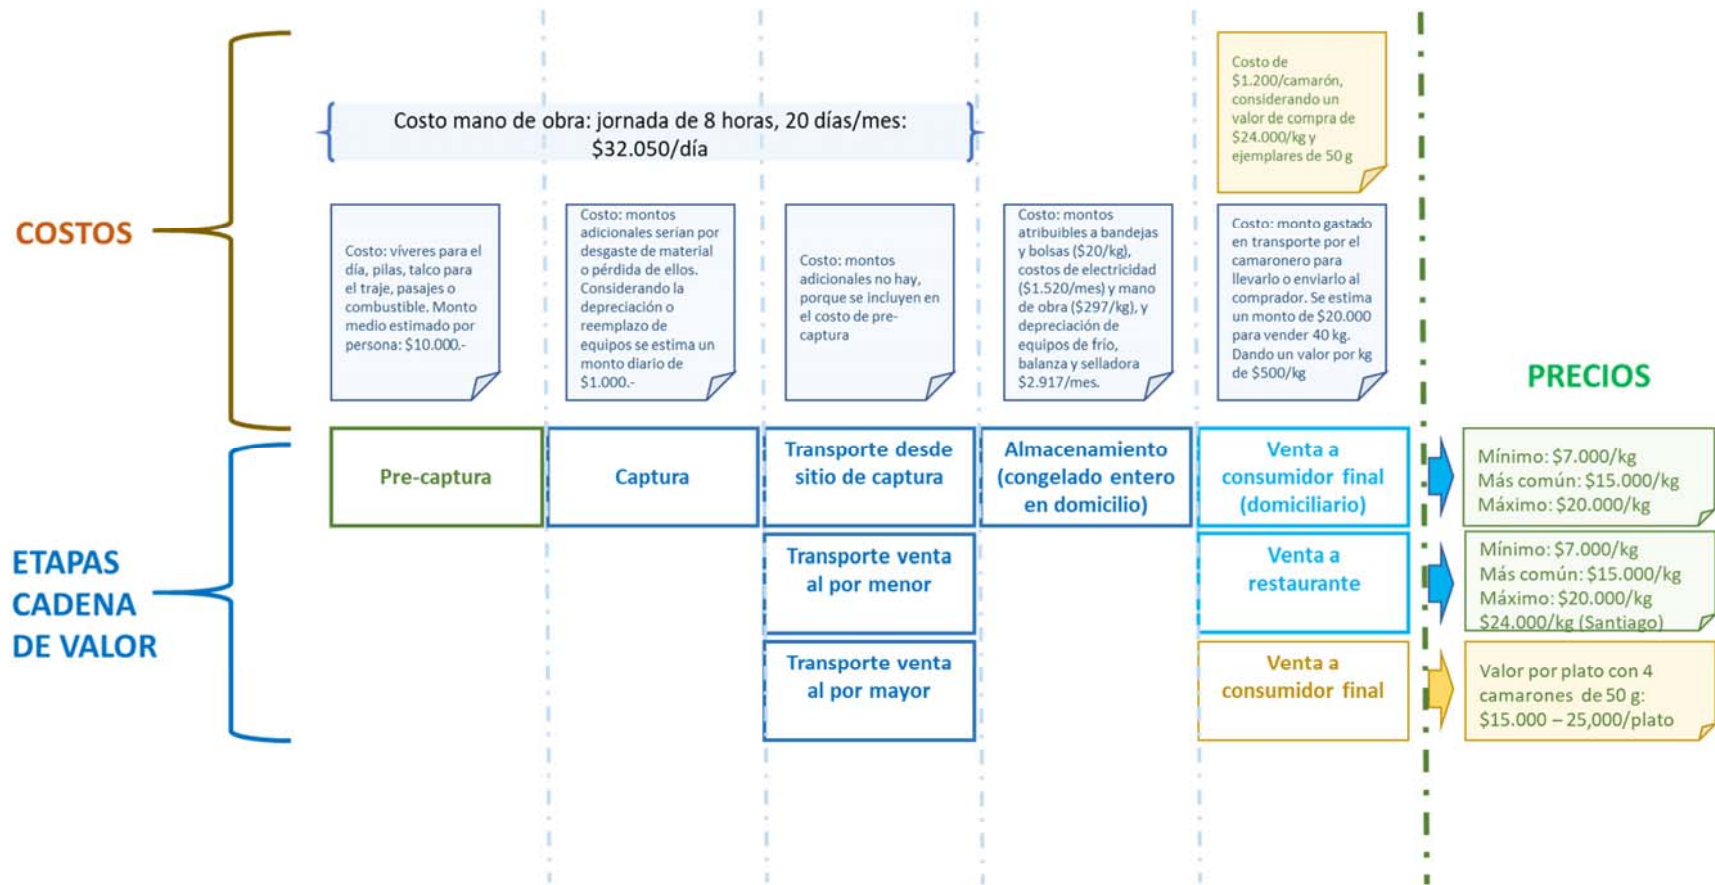 Costo de
$1.200/camarón,
considerando un
valor de compra de
$24.000/kg y
ejemplares de 50 g
Costo mano de obra: jornada de 8 horas, 20 días/mes:
$32.050/día
COSTOS
Costo: víveres para el
día, pilas, talco para
el traje, pasajes o
combustible. Monto
medio estimado por
persona: $10.000.-
Costo: montos
adicionales serían por
desgaste de material
o pérdida de ellos.
Considerando la
depreciación o
reemplazo de
equipos se estima un
monto diario de
$1.000.-
Costo: montos
adicionales no hay,
porque se incluyen en
el costo de pre-
captura
Costo: montos
atribuibles a bandejas
y bolsas ($20/kg),
costos de electricidad
($1.520/mes) y mano
de obra ($297/kg), y
depreciación de
equipos de frío,
balanza y selladora
$2.917/mes.
Costo: monto gastado
en transporte por el
camaronero para
llevarlo o enviarlo al
comprador. Se estima
un monto de $20.000
para vender 40 kg.
Dando un valor por kg
de $500/kg
PRECIOS
ETAPAS
CADENA
DE VALOR
Pre-captura
Captura
Transporte desde
sitio de captura
Almacenamiento
(congelado entero
en domicilio)
Venta a
consumidor final
(domiciliario)
Mínimo: $7.000/kg
Más común: $15.000/kg
Máximo: $20.000/kg
Transporte venta
al por menor
Venta a
restaurante
Mínimo: $7.000/kg
Más común: $15.000/kg
Máximo: $20.000/kg
$24.000/kg (Santiago)
Transporte venta
al por mayor
Venta a
consumidor final
Valor por plato con 4
camarones de 50 g:
$15.000 – 25,000/plato